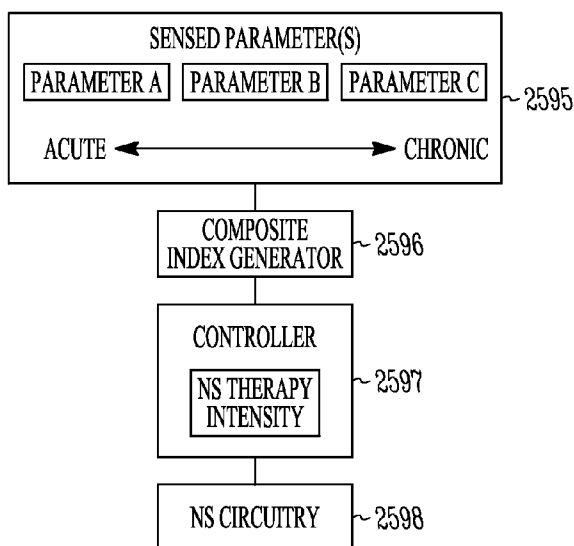 SENSED PARAMETER(S)
PARAMETER A PARAMETER B PARAMETER C
2595
ACUTE CHRONIC
COMPOSITE
INDEX GENERATOR
2596
CONTROLLER
NS THERAPY
INTENSITY
2597
NS CIRCUITRY
2598